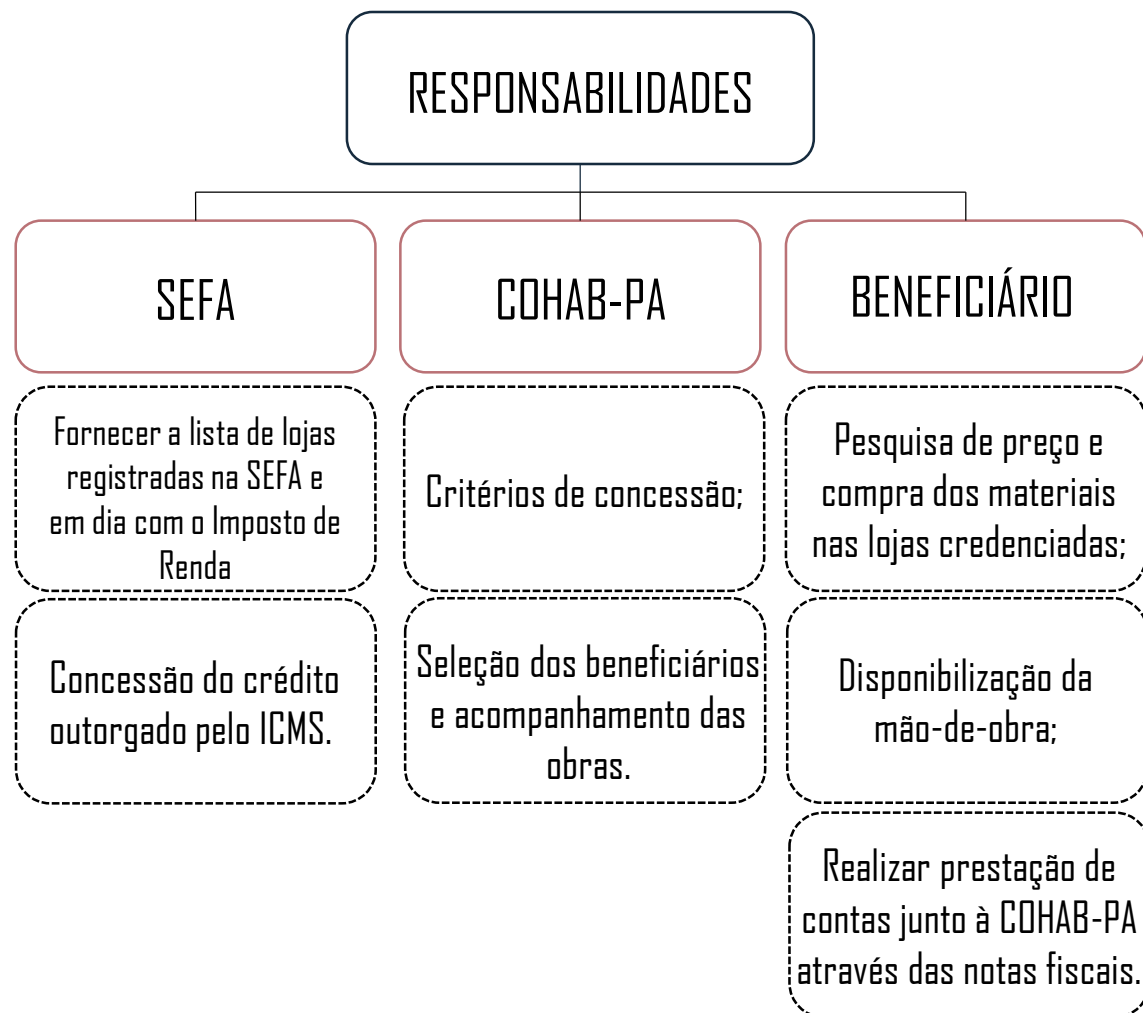 RESPONSABILIDADES
SEFA
Fornecer a lista de lojas
registradas na SEFA e
em dia com o Imposto de
Renda
Concessão do crédito
outorgado pelo ICMS.
COHAB-PA
Critérios de concessão;
Seleção dos beneficiários
e acompanhamento das
obras.
BENEFICIÁRIO
Pesquisa de preço e
compra dos materiais
nas lojas credenciadas;
Disponibilização da
mão-de-obra;
Realizar prestação de
contas junto à COHAB-PA
através das notas fiscais.